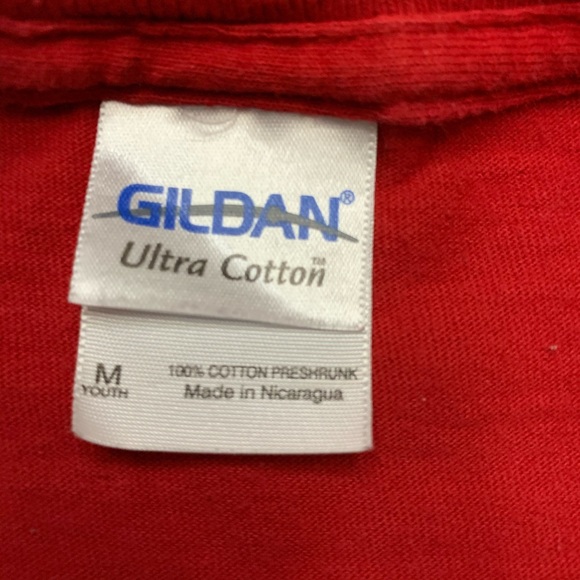 GILDAN®
Ultra Cotton™
M
YOUTH
100% COTTON PRESHRUNK
Made in Nicaragua